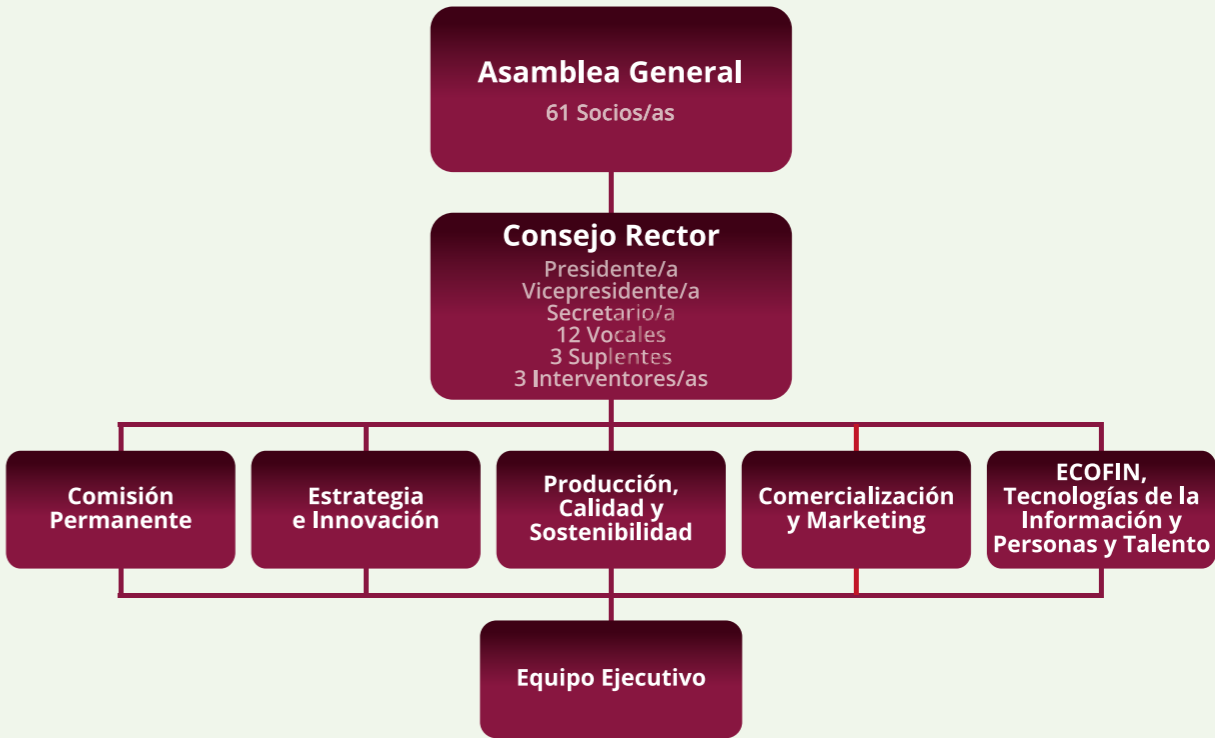 Asamblea General
61 Socios/as
Consejo Rector
Presidente/a
Vicepresidente/a
Secretario/a
12 Vocales
3 Suplentes
3 Interventores/as
Comisión
Permanente
Estrategia
e Innovación
Producción,
Calidad y
Sostenibilidad
Comercialización
y Marketing
ECOFIN,
Tecnologías de la
Información y
Personas y Talento
Equipo Ejecutivo